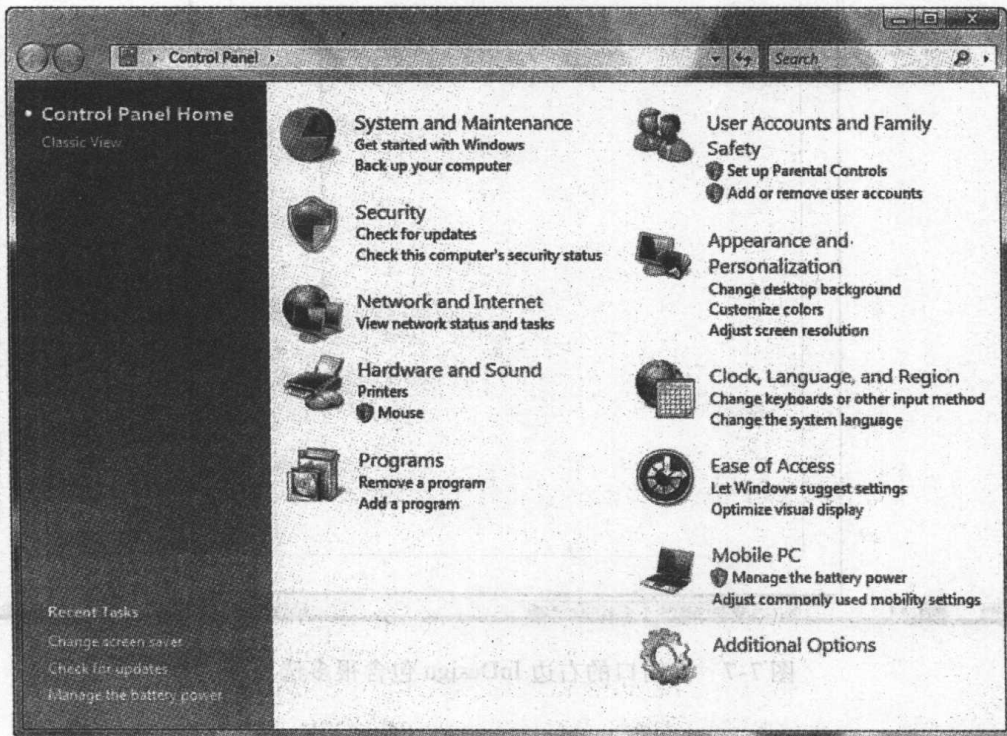 Control Panel
Search
Control Panel Home
Classic View
System and Maintenance
Get started with Windows
Back up your computer
Security
Check for updates
Check this computer's security status
Network and Internet
View network status and tasks
Hardware and Sound
Printers
Mouse
Programs
Remove a program
Add a program
User Accounts and Family
Safety
Set up Parental Controls
Add or remove user accounts
Appearance and
Personalization
Change desktop background
Customize colors
Adjust screen resolution
Clock, Language, and Region
Change keyboards or other input method
Change the system language
Ease of Access
Let Windows suggest settings
Optimize visual display
Mobile PC
Manage the battery power
Adjust commonly used mobility settings
Additional Options
Recent Tasks
Change screen saver
Check for updates
Manage the battery power